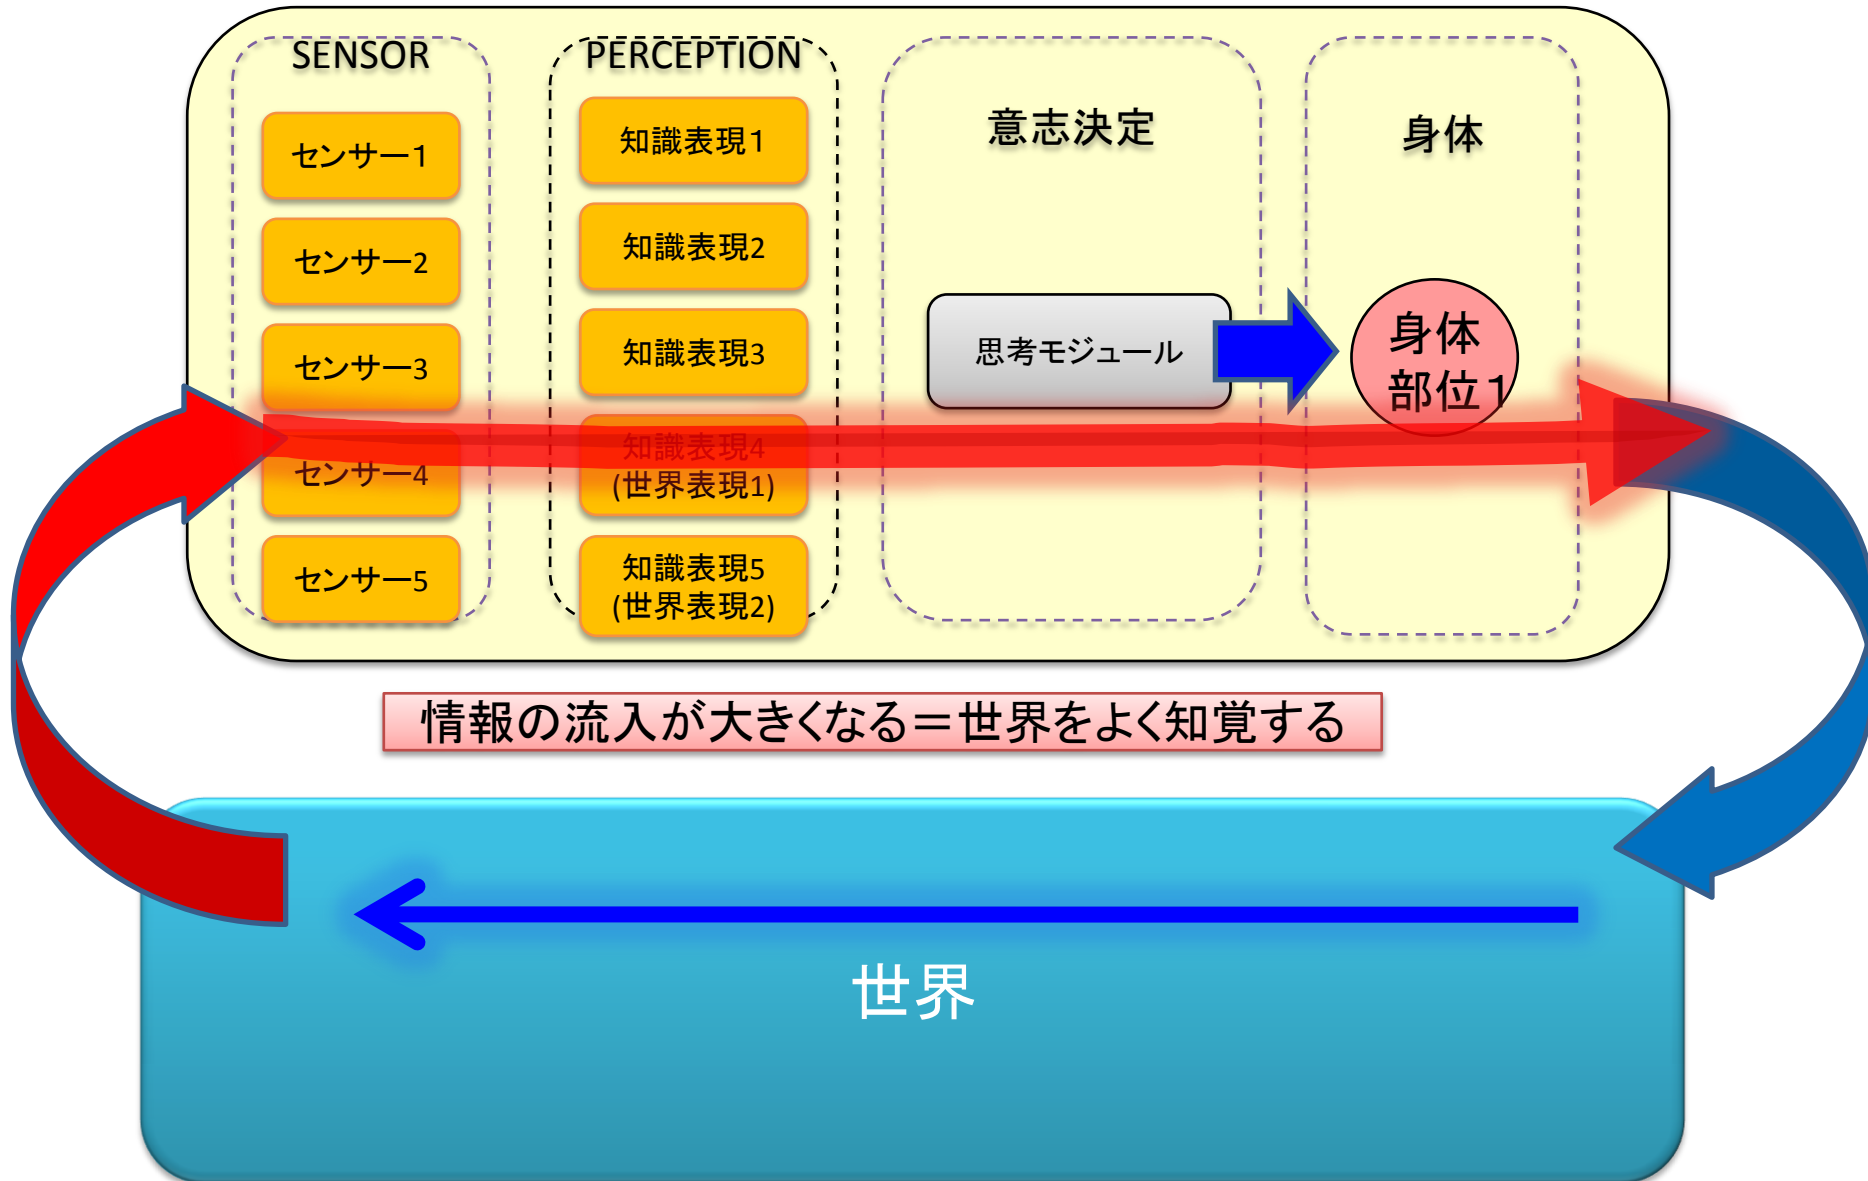 SENSOR
センサー1
センサー2
センサー3
センサー4
センサー5
PERCEPTION
知識表現1
知識表現2
知識表現3
知識表現4
(世界表現1)
知識表現5
(世界表現2)
意志決定
思考モジュール
身体
身体
部位1
情報の流入が大きくなる＝世界をよく知覚する
世界